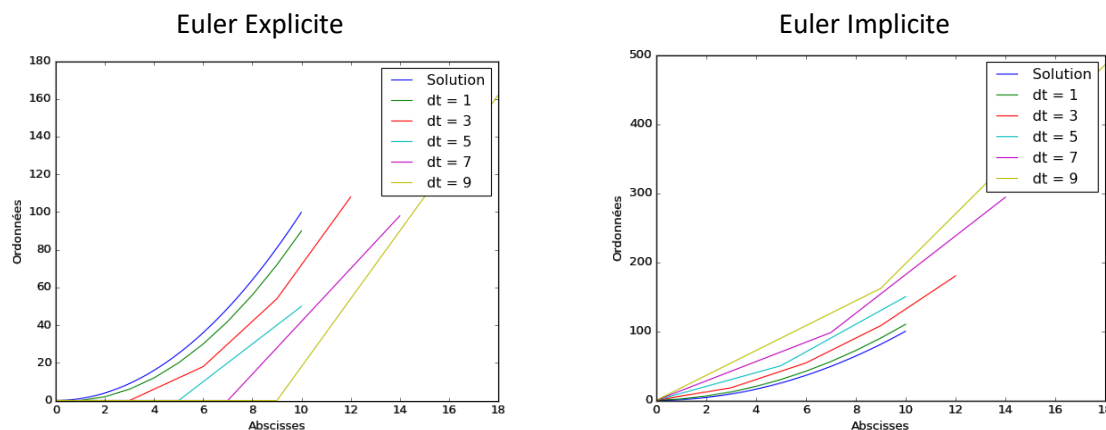 Euler Explicite
180
160
140
120
100
80
60
40
20
0
Ordonnées
0 2 4 6 8 10 12 14 16 18
Abscisses
Solution
dt = 1
dt = 3
dt = 5
dt = 7
dt = 9
Euler Implicite
500
400
300
200
100
0
Ordonnées
0 2 4 6 8 10 12 14 16 18
Abscisses
Solution
dt = 1
dt = 3
dt = 5
dt = 7
dt = 9